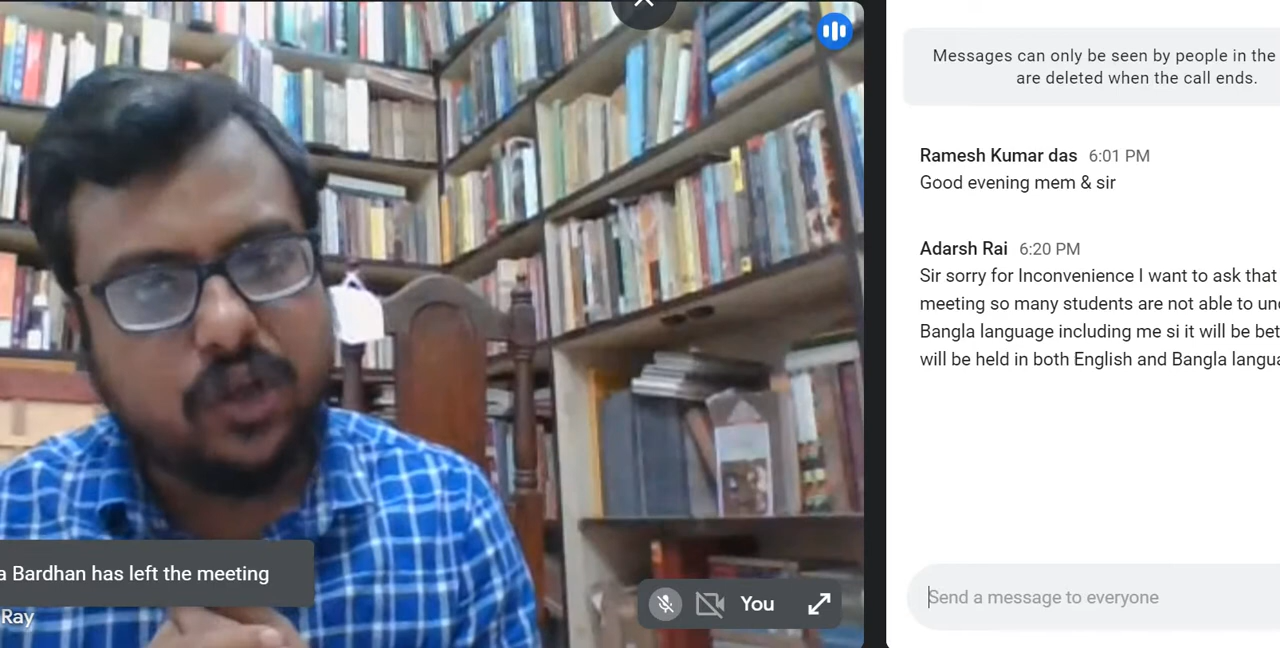 a Bardhan has left the meeting
Ray
You
Messages can only be seen by people in the
are deleted when the call ends.
Ramesh Kumar das 6:01 PM
Good evening mem & sir
Adarsh Rai 6:20 PM
Sir sorry for Inconvenience I want to ask that
meeting so many students are not able to un
Bangla language including me si it will be bet
will be held in both English and Bangla langua
Send a message to everyone